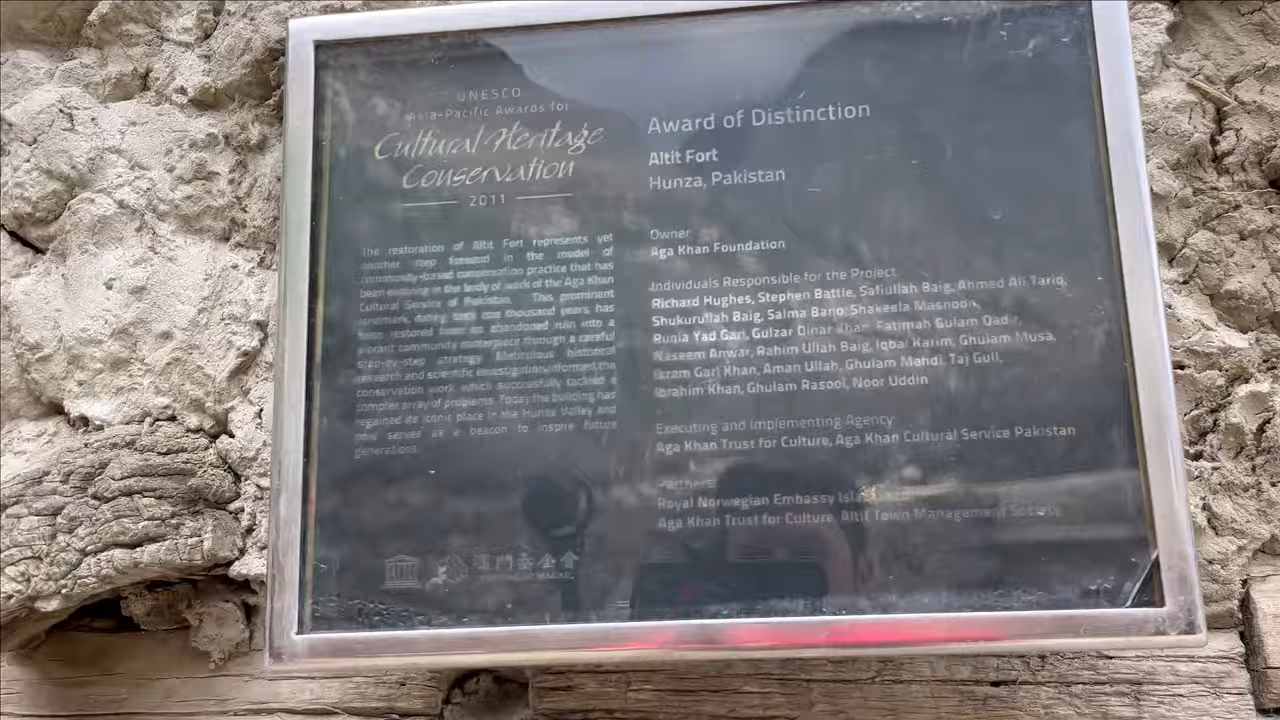 UNESCO
Asia-Pacific Awards for
Cultural Heritage
Conservation
2011
The restoration of Altit Fort represents yet
another step forward in the model of
community-based conservation practice that has
been evolving in the body of work of the Aga Khan
Cultural Service of Pakistan. This prominent
landmark, dating back one thousand years, has
been restored from an abandoned ruin into a
vibrant community centerpiece through a careful
step-by-step strategy. Meticulous historical
research and scientific investigation informed the
conservation work which successfully tackled a
complex array of problems. Today the building has
regained its iconic place in the Hunza Valley and
now serves as a beacon to inspire future
generations.
澳門基金會
Award of Distinction
Altit Fort
Hunza, Pakistan
Owner
Aga Khan Foundation
Individuals Responsible for the Project
Richard Hughes, Stephen Battle, Safiullah Baig, Ahmed Ali Tariq,
Shukurullah Baig, Salma Bano, Shakeela Masnoon,
Runia Yad Gari, Gulzar Dinar Khan, Fatimah Gulam
Naseem Anwar, Rahim Ullah Baig, Iqbal Karim, Ghulam Musa,
Ikram Gari Khan, Aman Ullah, Ghulam Mahdi, Taj Gull,
Ibrahim Khan, Ghulam Rasool, Noor Uddin
Executing and Implementing Agency
Aga Khan Trust for Culture, Aga Khan Cultural Service Pakistan
Partners
Royal Norwegian Embassy
Aga Khan Trust for Culture, Altit Town Management Society